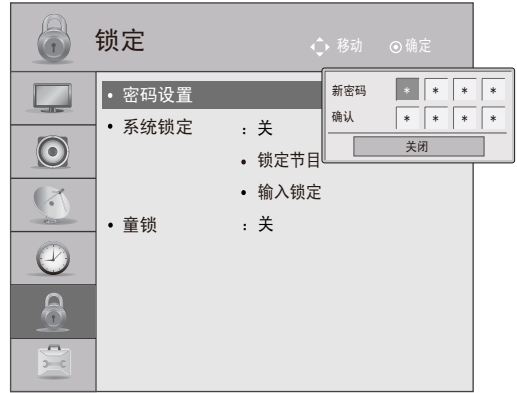 锁定
移动 确定
• 密码设置
• 系统锁定 : 关
• 锁定节目
• 输入锁定
• 童锁 : 关
新密码 * * * *
确认 * * * *
关闭